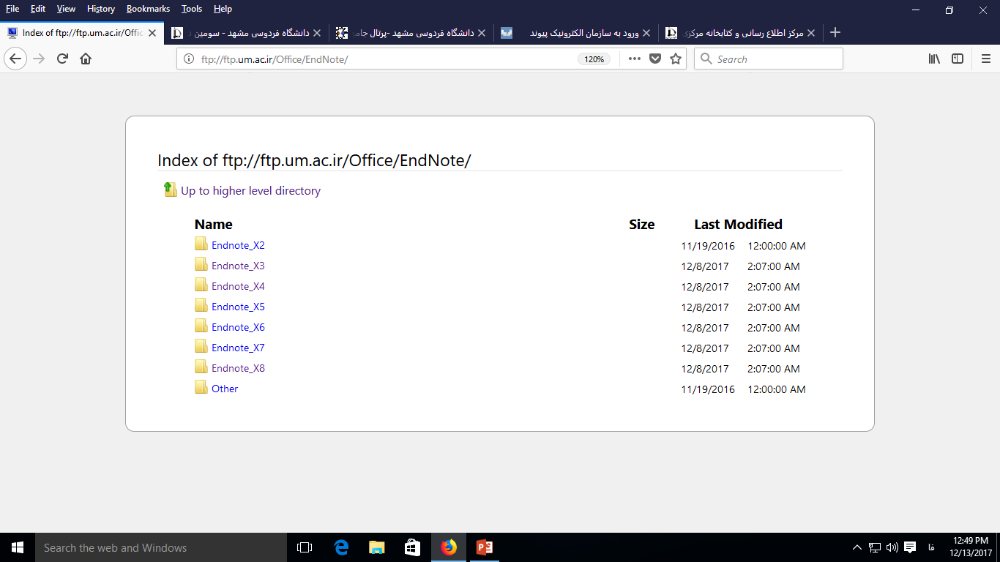 File Edit View History Bookmarks Tools Help
Index of ftp://ftp.um.ac.ir/Offic
دانشگاه فردوسی مشهد - سومین د
دانشگاه فردوسی مشهد -پرتال جام
ورود به سازمان الکترونیک پیوند
مرکز اطلاع رسانی و کتابخانه مرکزی
ftp://ftp.um.ac.ir/Office/EndNote/ 120% Search
Index of ftp://ftp.um.ac.ir/Office/EndNote/
Up to higher level directory
Name Size Last Modified
Endnote_X2 11/19/2016 12:00:00 AM
Endnote_X3 12/8/2017 2:07:00 AM
Endnote_X4 12/8/2017 2:07:00 AM
Endnote_X5 12/8/2017 2:07:00 AM
Endnote_X6 12/8/2017 2:07:00 AM
Endnote_X7 12/8/2017 2:07:00 AM
Endnote_X8 12/8/2017 2:07:00 AM
Other 11/19/2016 12:00:00 AM
Search the web and Windows فا 12:49 PM
12/13/2017